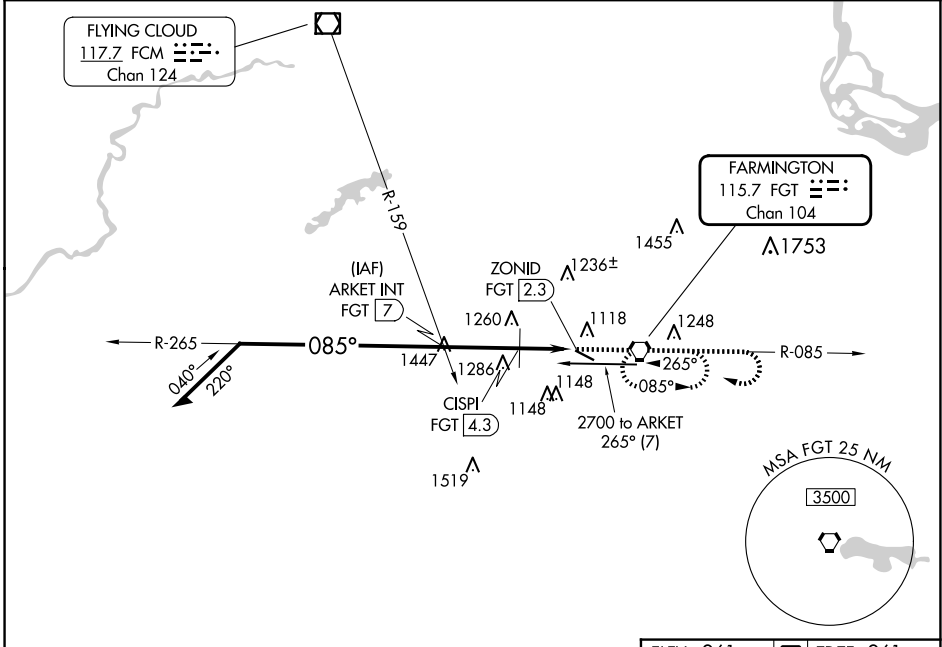 FLYING CLOUD
117.7 FCM
Chan 124
R-159
FARMINGTON
115.7 FGT
Chan 104
1455
1753
(IAF)
ARKET INT
FGT 7
ZONID
FGT 2.3
1236±
1260
1118
1248
R-265
085°
R-085
1447
1286
265°
040°
220°
085°
CISPI
FGT 4.3
1148
1148
2700 to ARKET
265° (7)
1519
MSA FGT 25 NM
3500